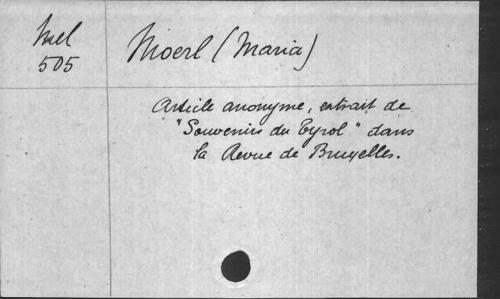 Mel
505
Moerl (Maria)
Article anonyme, extrait de
"Souvenirs du Tyrol" dans
la Revue de Bruxelles.